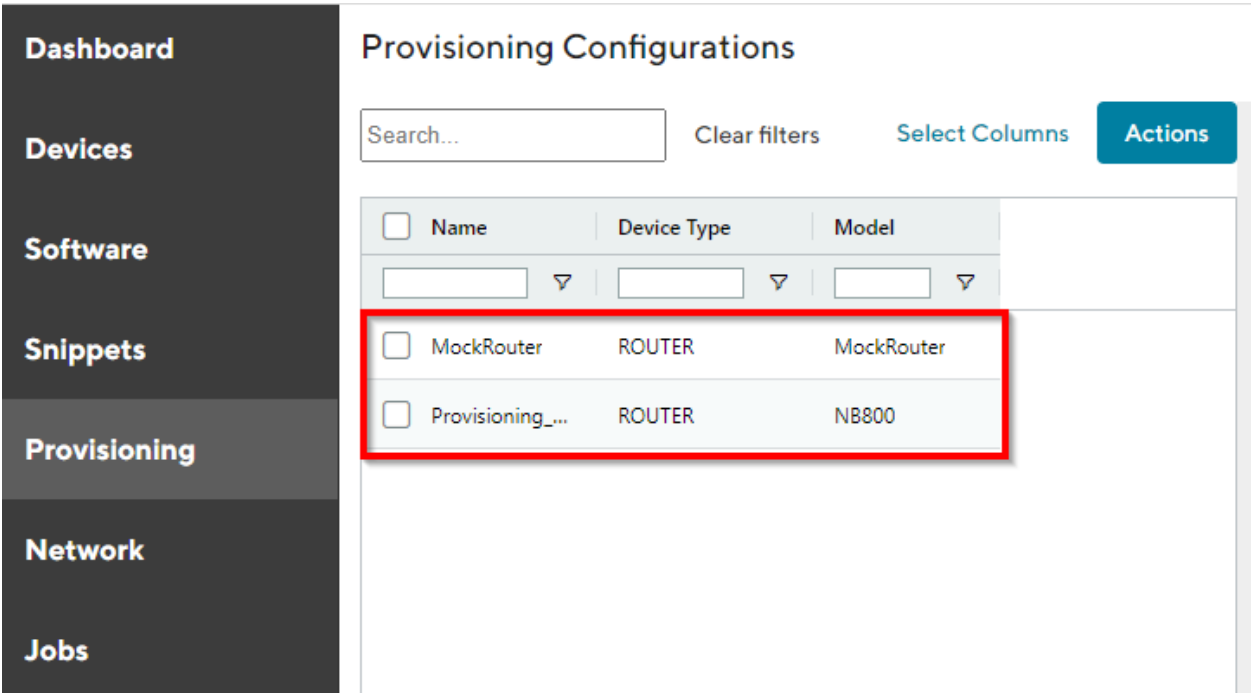 Dashboard
Devices
Software
Snippets
Provisioning
Network
Jobs
Provisioning Configurations
Search...
Clear filters
Select Columns
Actions
Name Device Type Model
MockRouter ROUTER MockRouter
Provisioning_... ROUTER NB800